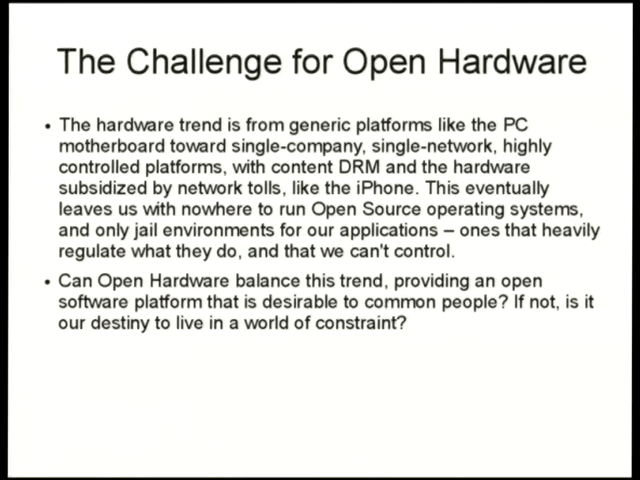 The Challenge for Open Hardware
• The hardware trend is from generic platforms like the PC
motherboard toward single-company, single-network, highly
controlled platforms, with content DRM and the hardware
subsidized by network tolls, like the iPhone. This eventually
leaves us with nowhere to run Open Source operating systems,
and only jail environments for our applications – ones that heavily
regulate what they do, and that we can't control.
• Can Open Hardware balance this trend, providing an open
software platform that is desirable to common people? If not, is it
our destiny to live in a world of constraint?